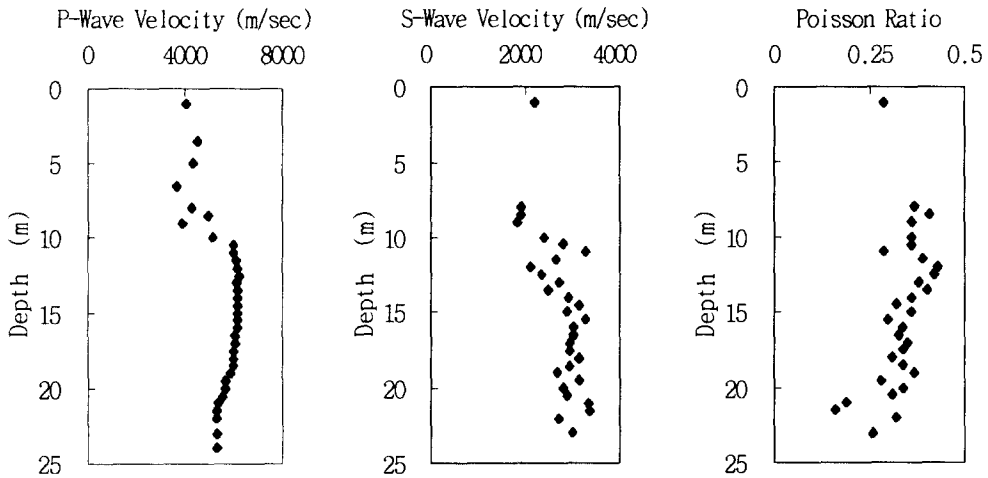 P-Wave Velocity (m/sec)
0 4000 8000
0
5
10
15
20
25
Depth (m)
S-Wave Velocity (m/sec)
0 2000 4000
0
5
10
15
20
25
Depth (m)
Poisson Ratio
0 0.25 0.5
0
5
10
15
20
25
Depth (m)